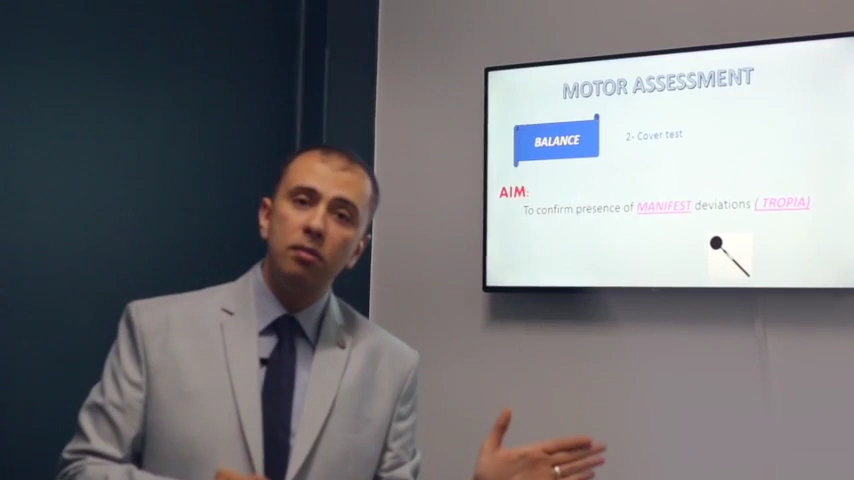 MOTOR ASSESSMENT
BALANCE
2- Cover test
AIM:
To confirm presence of MANIFEST deviations ( TROPIA)